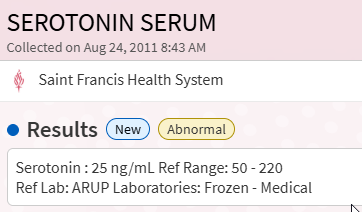 SEROTONIN SERUM
Collected on Aug 24, 2011 8:43 AM
Saint Francis Health System
Results New Abnormal
Serotonin : 25 ng/mL Ref Range: 50 - 220
Ref Lab: ARUP Laboratories: Frozen - Medical